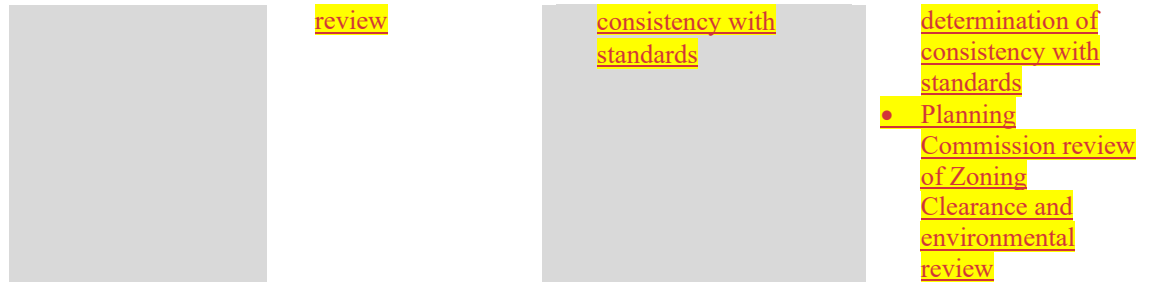 review
consistency with
standards
determination of
consistency with
standards
• Planning
Commission review
of Zoning
Clearance and
environmental
review